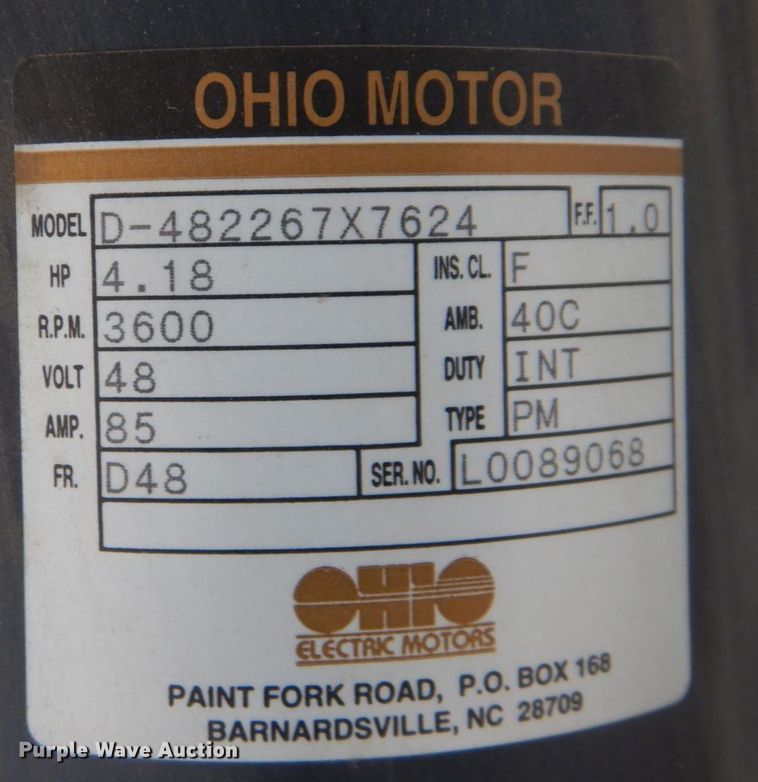 OHIO MOTOR
MODEL D-482267X7624 F.F. 1.0
HP 4.18 INS. CL. F
R.P.M. 3600 AMB. 40C
VOLT 48 DUTY INT
AMP. 85 TYPE PM
FR. D48 SER. NO. L0089068
OHIO
ELECTRIC MOTORS
PAINT FORK ROAD, P.O. BOX 168
BARNARDSVILLE, NC 28709
Purple Wave Auction